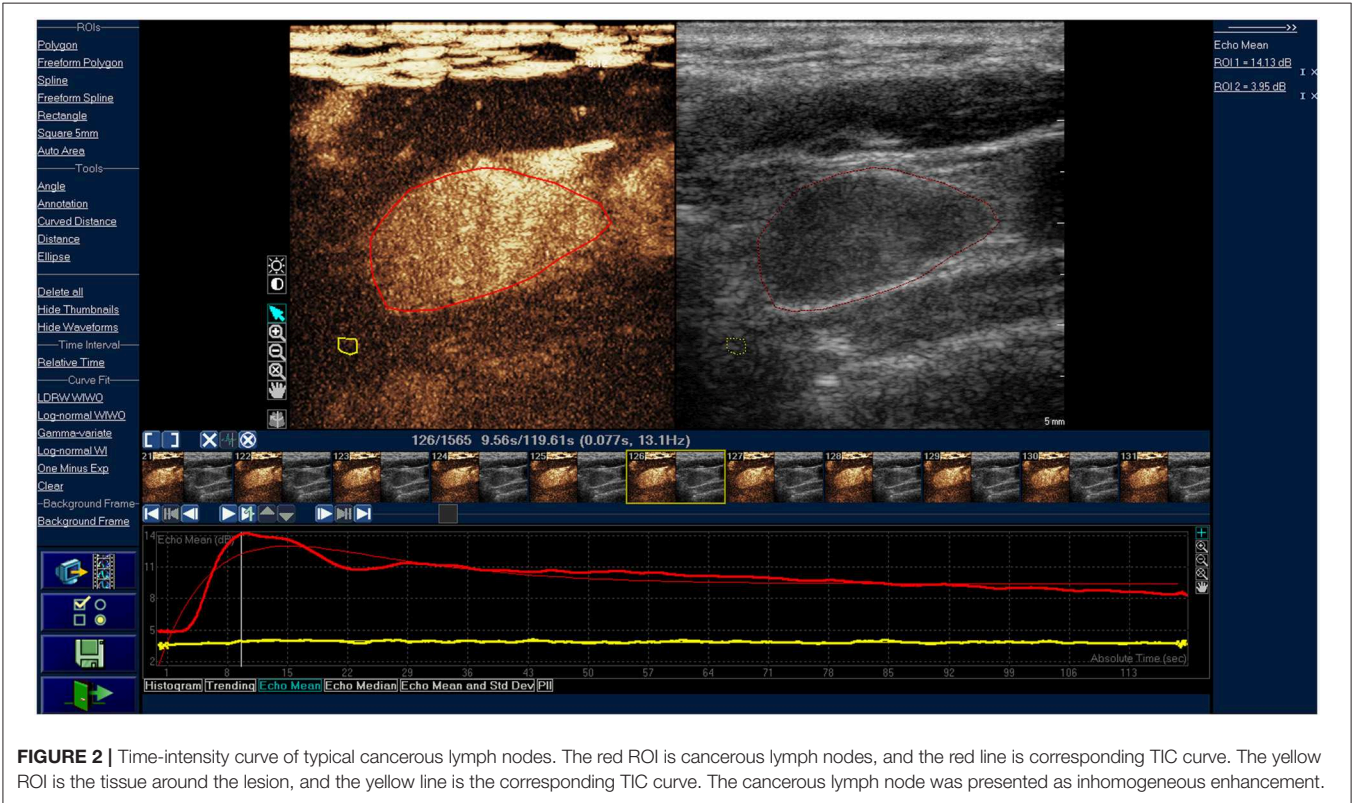 ROIs
Polygon
Freeform Polygon
Spline
Freeform Spline
Rectangle
Square 5mm
Auto Area
Tools
Angle
Annotation
Curved Distance
Distance
Ellipse
Delete all
Hide Thumbnails
Hide Waveforms
Time Interval
Relative Time
Curve Fit
LDRW WIWO
Log-normal WIWO
Gamma-variate
Log-normal WI
One Minus Exp
Clear
Background Frame
Background Frame
5 mm
>>
Echo Mean
ROI 1 = 14.13 dB
I X
ROI 2 = 3.95 dB
I X
126/1565 9.56s/119.61s (0.077s, 13.1Hz)
21 122 123 124 125 126 127 128 129 130 131
Echo Mean (dB)
14
11
8
5
2
Absolute Time (sec)
1 8 15 22 29 36 43 50 57 64 71 78 85 92 99 106 113
Histogram Trending Echo Mean Echo Median Echo Mean and Std Dev PII
FIGURE 2 | Time-intensity curve of typical cancerous lymph nodes. The red ROI is cancerous lymph nodes, and the red line is corresponding TIC curve. The yellow
ROI is the tissue around the lesion, and the yellow line is the corresponding TIC curve. The cancerous lymph node was presented as inhomogeneous enhancement.